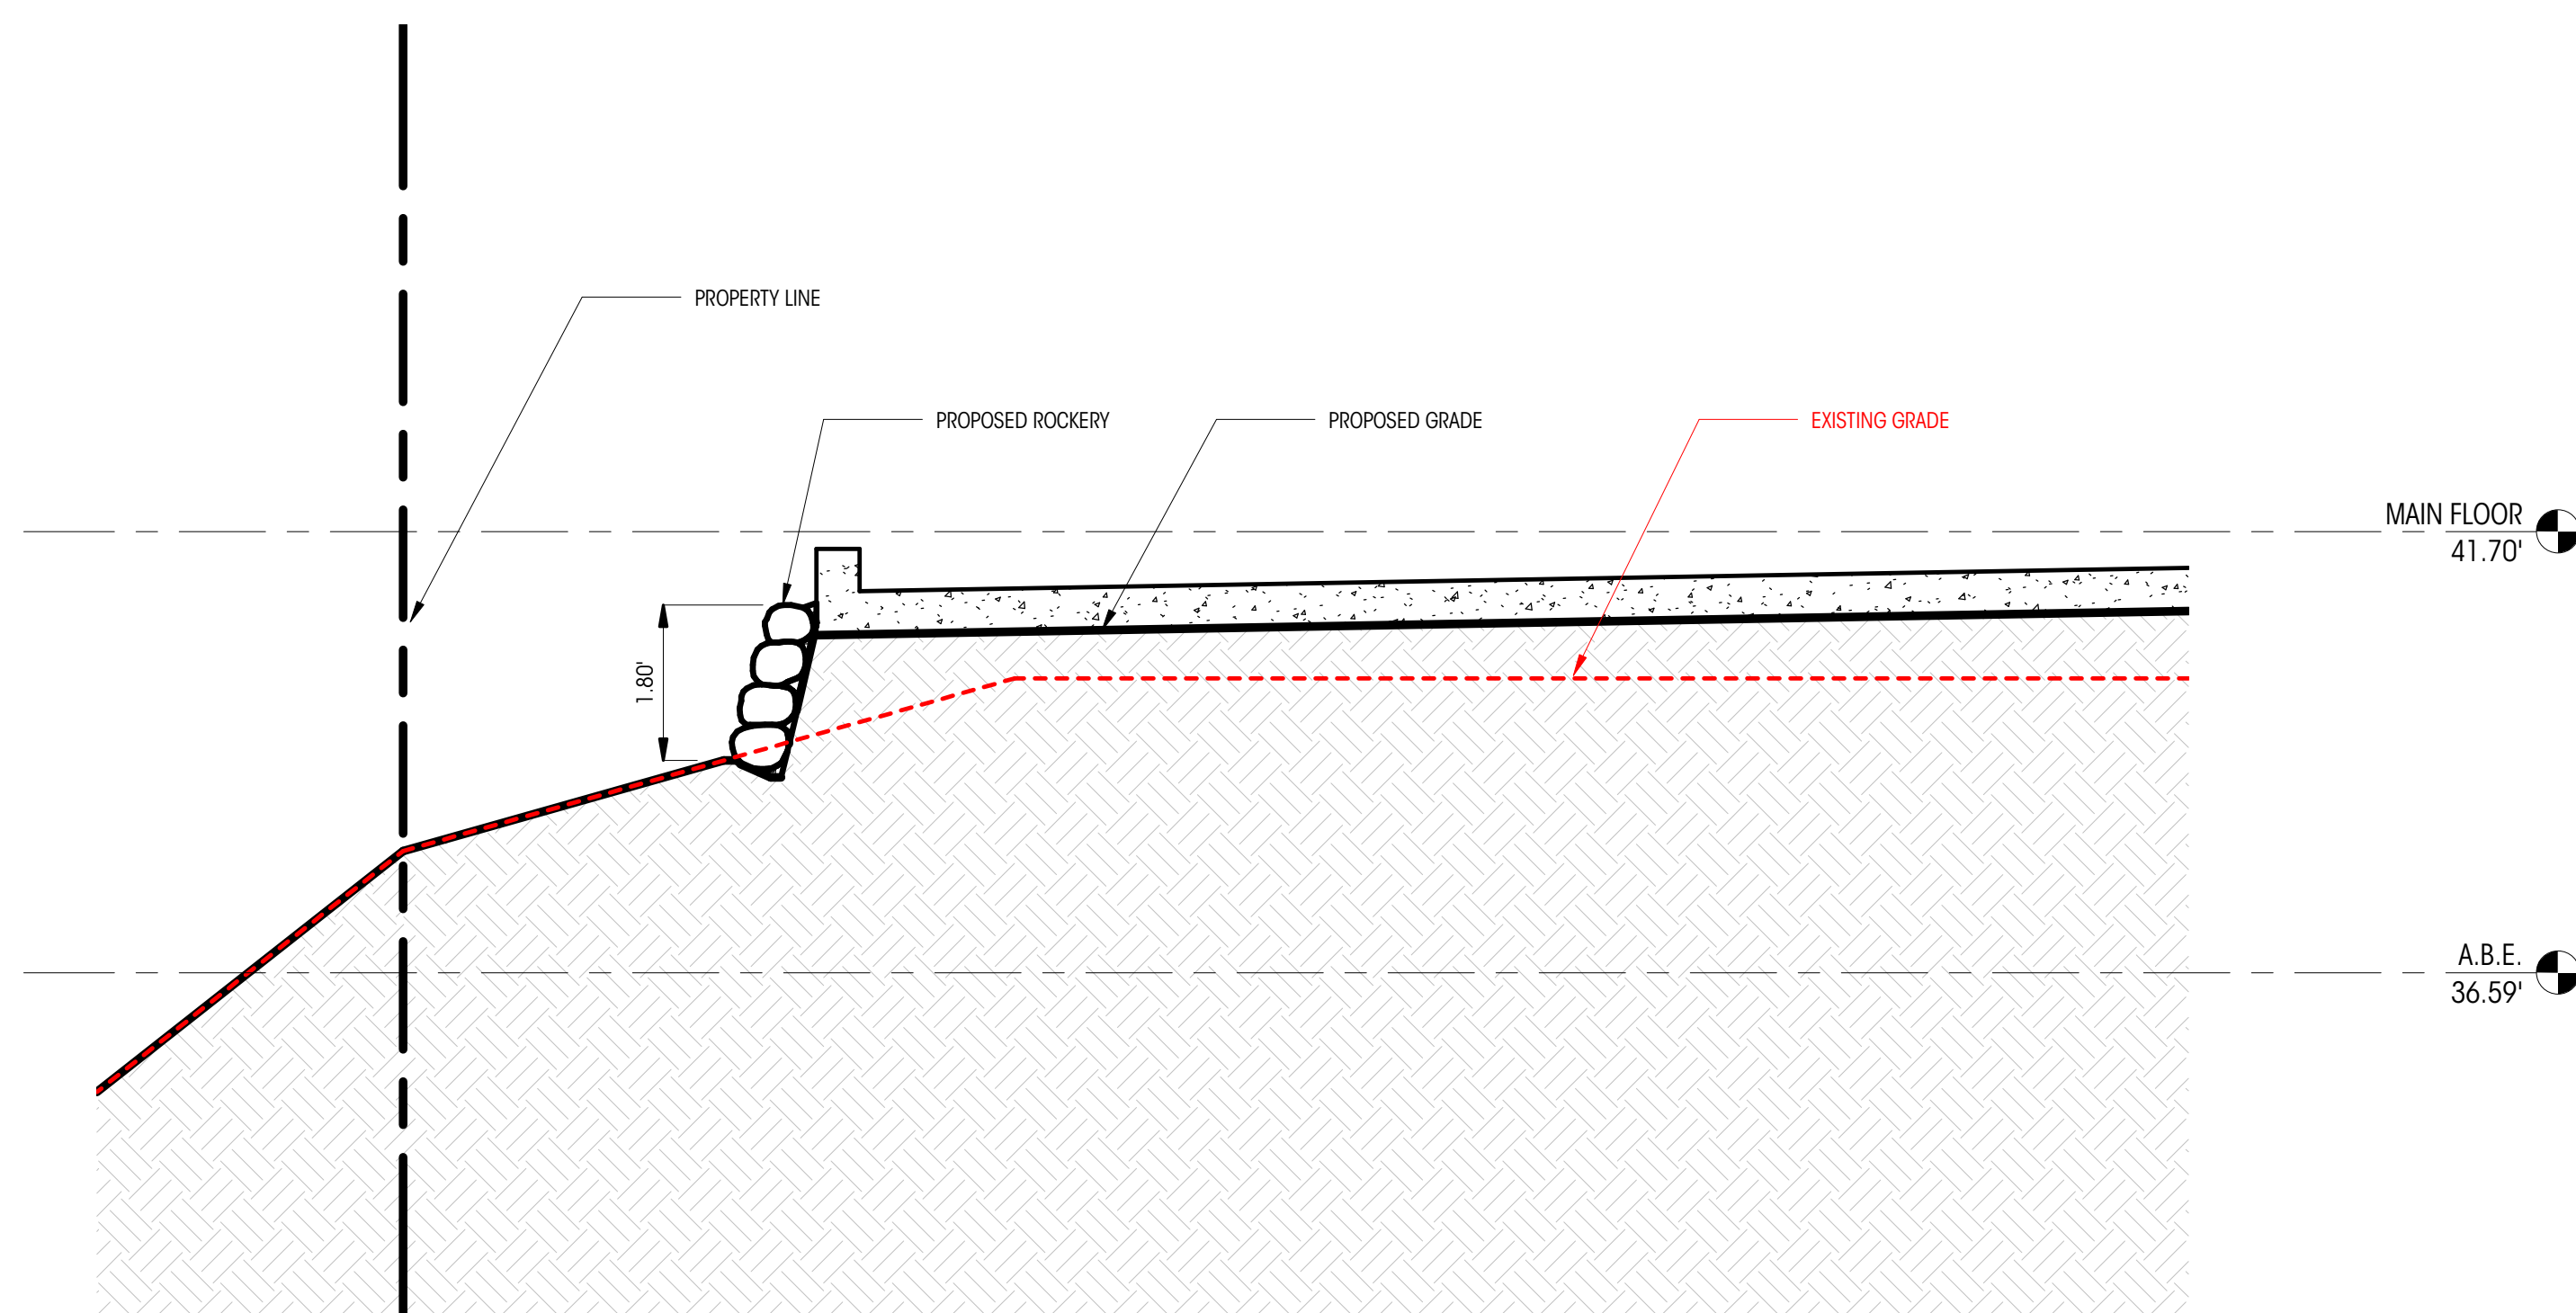 PROPERTY LINE
PROPOSED ROCKERY
PROPOSED GRADE
EXISTING GRADE
MAIN FLOOR
41.70'
1.80'
A.B.E.
36.59'